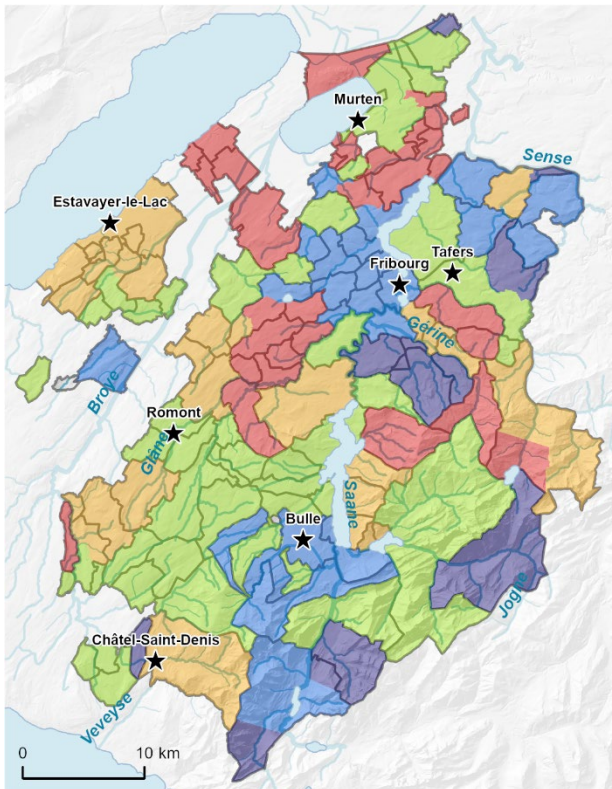 Murten
Sense
Estavayer-le-Lac
Tafers
Fribourg
Gérine
Broye
Romont
Glâne
Saane
Bulle
Jogne
Châtel-Saint-Denis
Veveyse
0 10 km